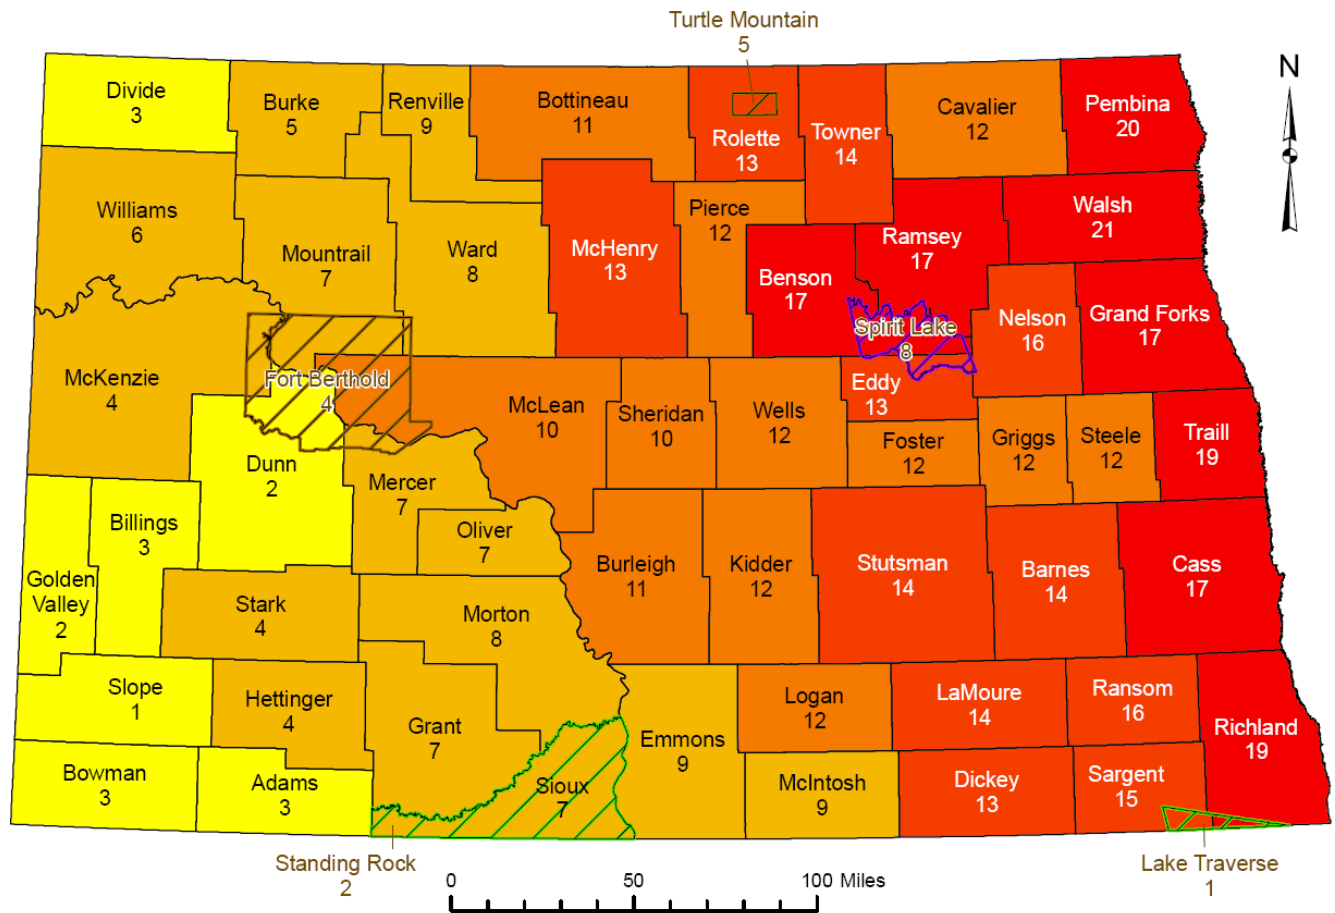 Turtle Mountain
5
N
Divide
3
Burke
5
Renville
9
Bottineau
11
Rolette
13
Towner
14
Cavalier
12
Pembina
20
Williams
6
Mountrail
7
Ward
8
McHenry
13
Pierce
12
Benson
17
Ramsey
17
Walsh
21
Spirit Lake
8
Nelson
16
Grand Forks
17
McKenzie
4
Fort Berthold
4
McLean
10
Sheridan
10
Wells
12
Eddy
13
Foster
12
Griggs
12
Steele
12
Traill
19
Dunn
2
Mercer
7
Oliver
7
Billings
3
Golden
Valley
2
Stark
4
Morton
8
Burleigh
11
Kidder
12
Stutsman
14
Barnes
14
Cass
17
Slope
1
Hettinger
4
Grant
7
Emmons
9
Logan
12
LaMoure
14
Ransom
16
Richland
19
Bowman
3
Adams
3
Sioux
7
McIntosh
9
Dickey
13
Sargent
15
Standing Rock
2
Lake Traverse
1
0 50 100 Miles